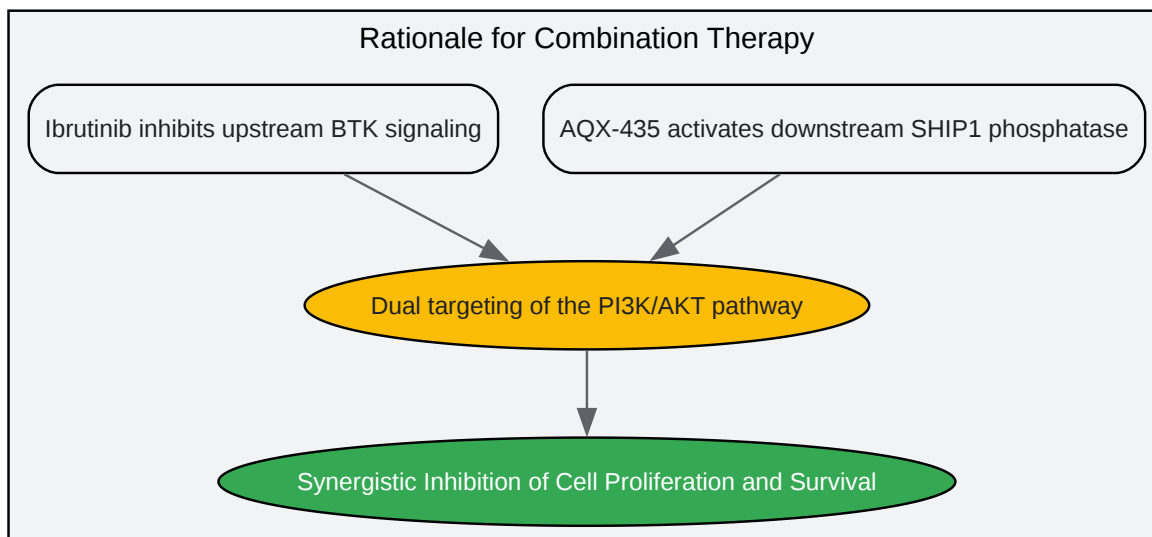 Rationale for Combination Therapy
Ibrutinib inhibits upstream BTK signaling
AQX-435 activates downstream SHIP1 phosphatase
Dual targeting of the PI3K/AKT pathway
Synergistic Inhibition of Cell Proliferation and Survival